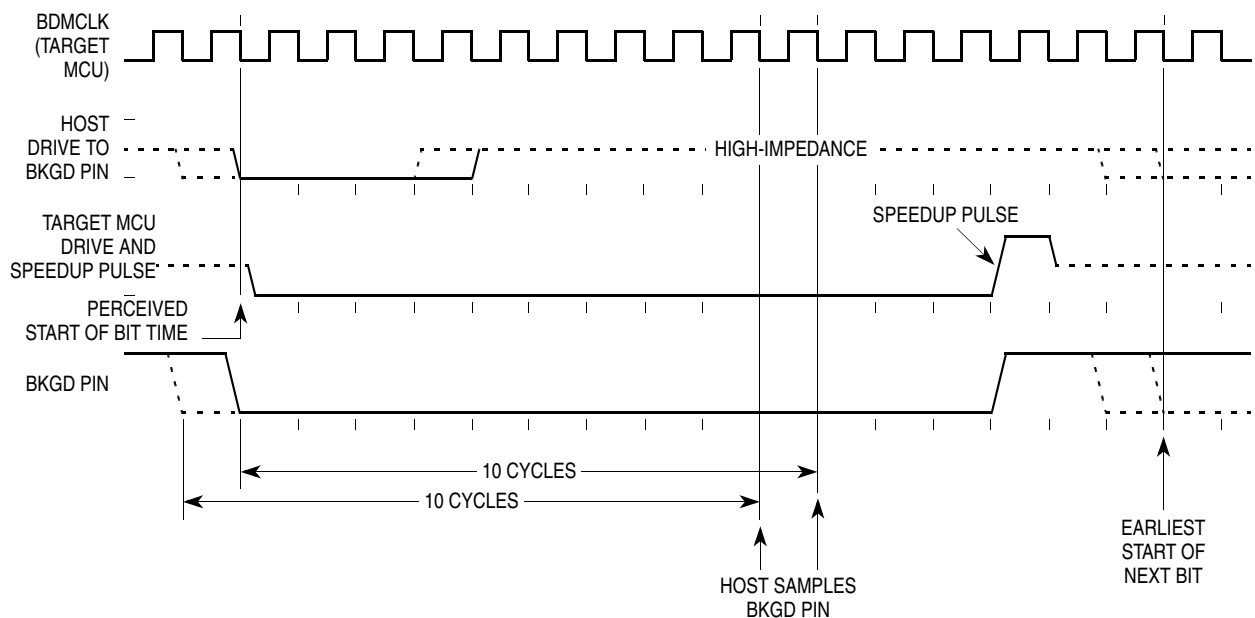 BDMCLK
(TARGET
MCU)
HOST
DRIVE TO
BKGD PIN
HIGH-IMPEDANCE
TARGET MCU
DRIVE AND
SPEEDUP PULSE
SPEEDUP PULSE
PERCEIVED
START OF BIT TIME
BKGD PIN
10 CYCLES
10 CYCLES
HOST SAMPLES
BKGD PIN
EARLIEST
START OF
NEXT BIT